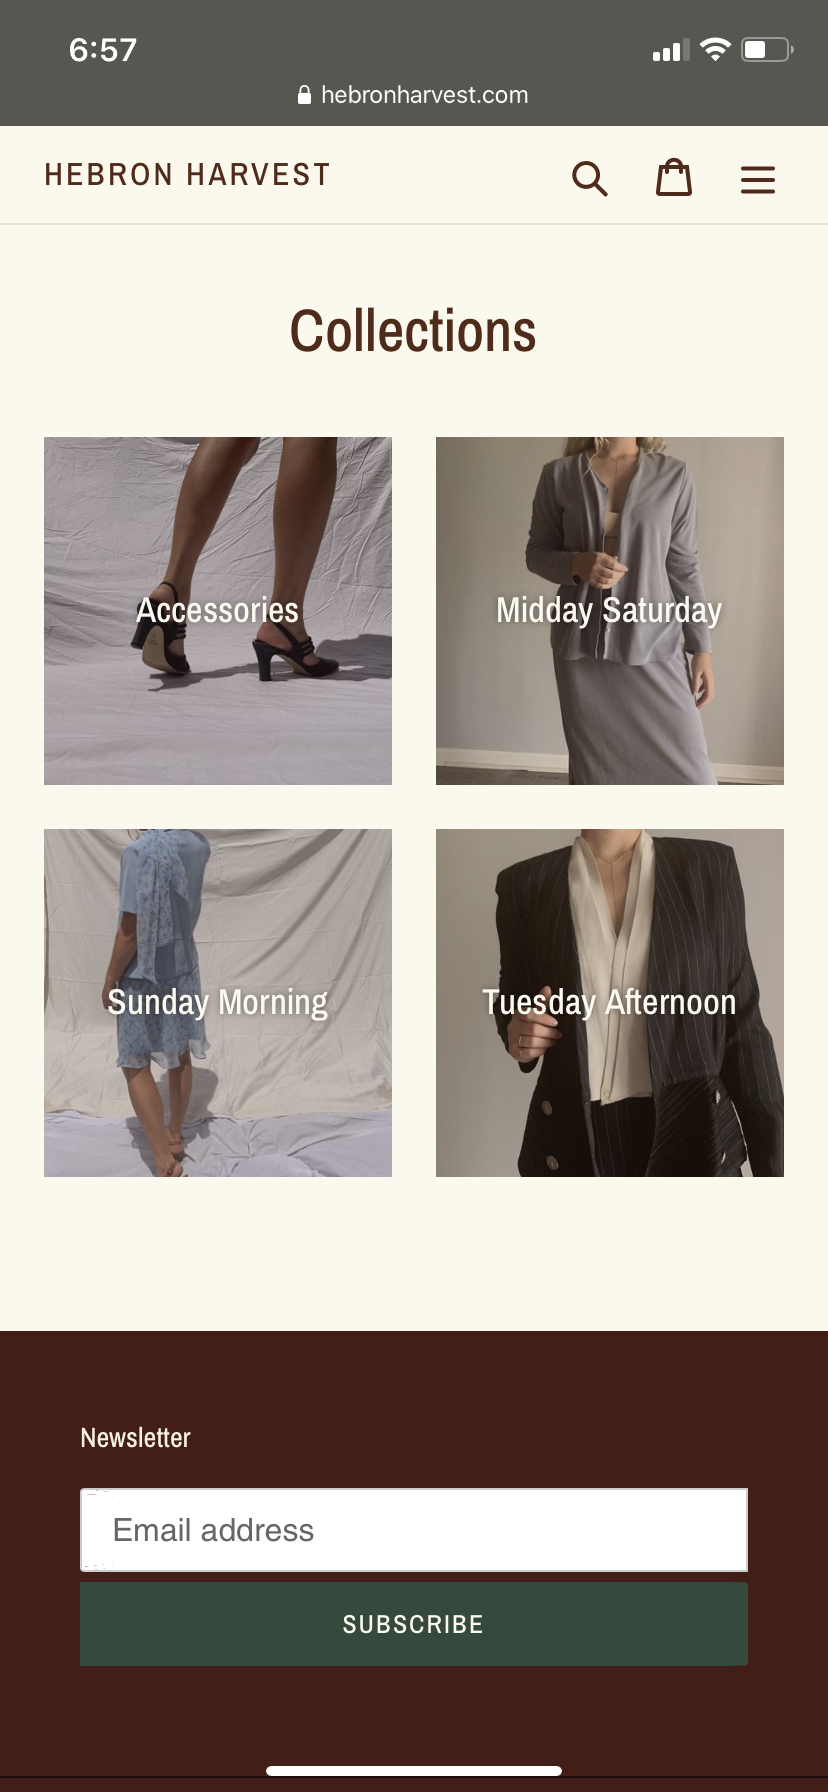 6:57
hebronharvest.com
HEBRON HARVEST
Collections
Accessories
Midday Saturday
Sunday Morning
Tuesday Afternoon
Newsletter
Email address
SUBSCRIBE